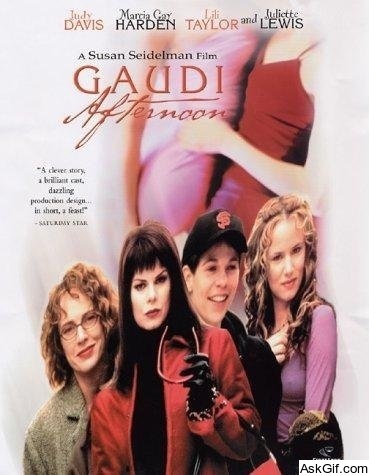 Judy DAVIS Marcia Gay HARDEN Lili TAYLOR and Juliette LEWIS
A SUSAN SEIDELMAN FILM
GAUDI
Afternoon
"A clever story,
a brilliant cast,
dazzling
production design...
in short, a feast!"
- SATURDAY STAR
AskGif.com